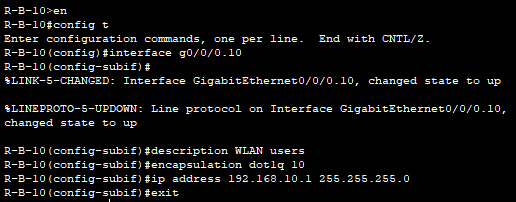 R-B-10>en
R-B-10#config t
Enter configuration commands, one per line.  End with CNTL/Z.
R-B-10(config)#interface g0/0/0.10
R-B-10(config-subif)#
%LINK-5-CHANGED: Interface GigabitEthernet0/0/0.10, changed state to up
%LINEPROTO-5-UPDOWN: Line protocol on Interface GigabitEthernet0/0/0.10,
changed state to up
R-B-10(config-subif)#description WLAN users
R-B-10(config-subif)#encapsulation dot1q 10
R-B-10(config-subif)#ip address 192.168.10.1 255.255.255.0
R-B-10(config-subif)#exit